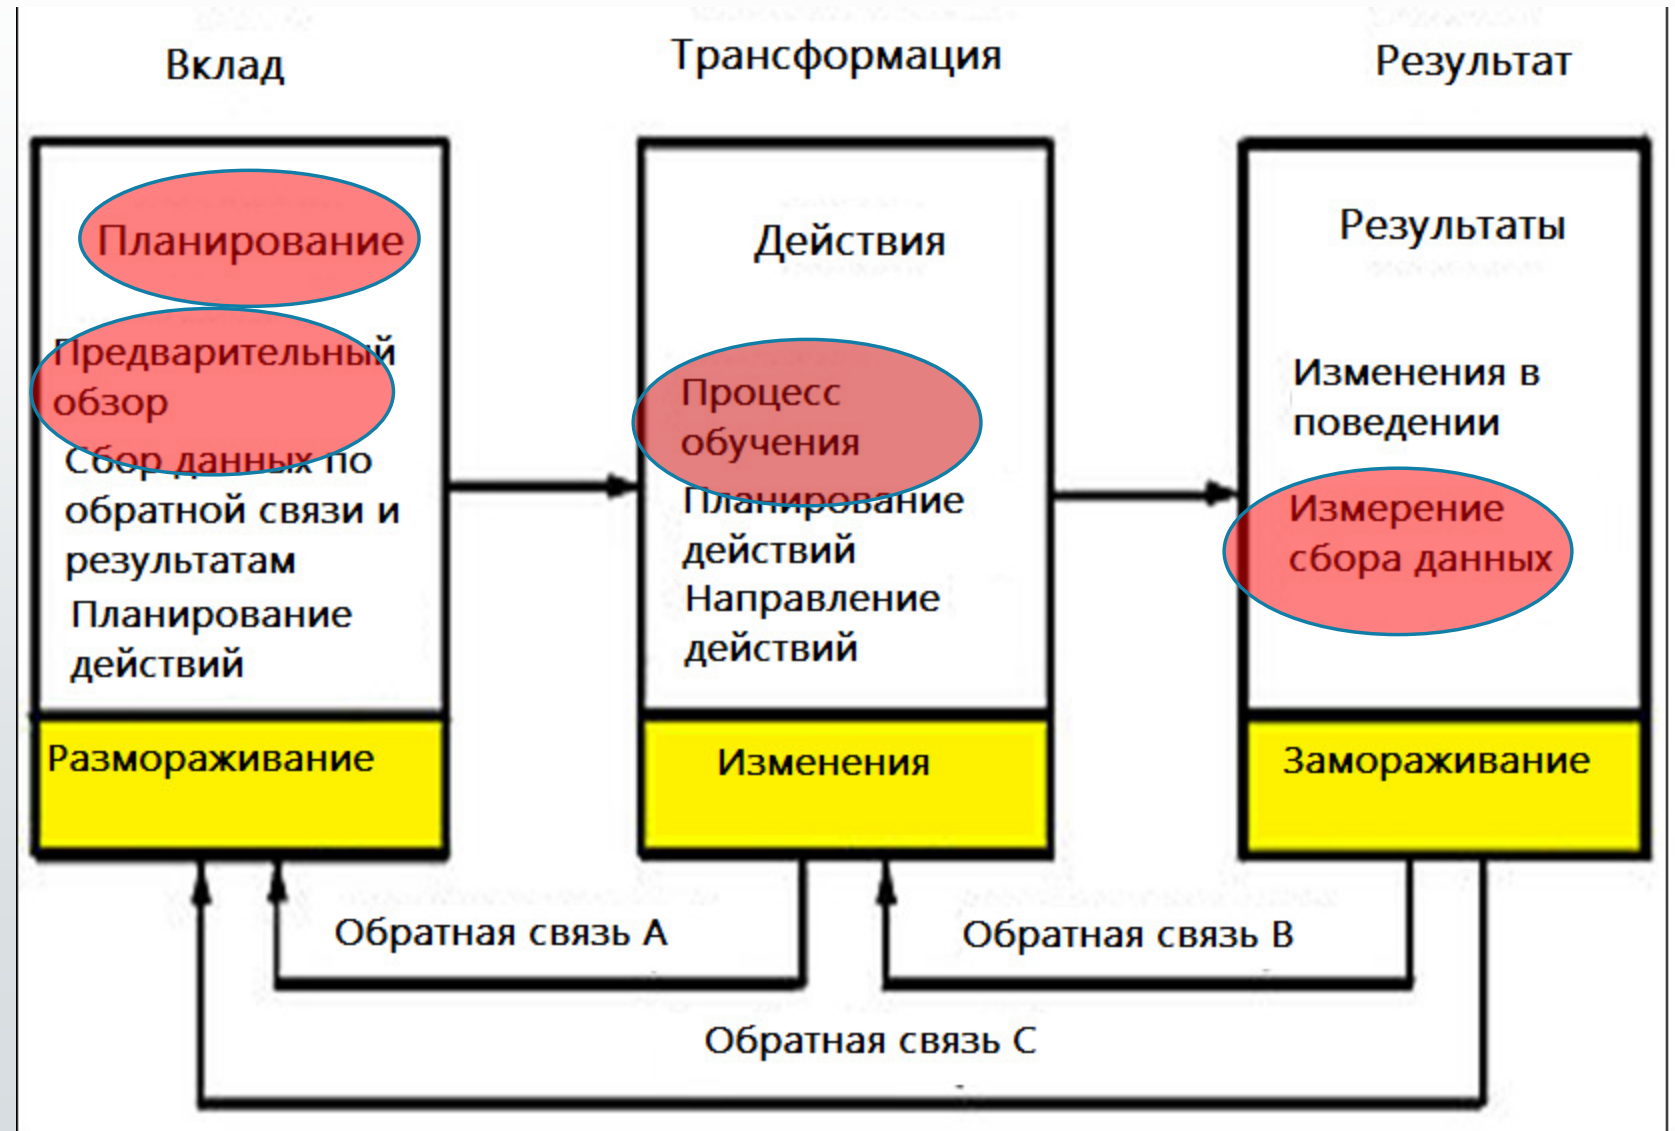 Вклад
Трансформация
Результат
Планирование
Предварительный
обзор
Сбор данных по
обратной связи и
результатам
Планирование
действий
Размораживание
Действия
Процесс
обучения
Планирование
действий
Направление
действий
Изменения
Результаты
Изменения в
поведении
Измерение
сбора данных
Замораживание
Обратная связь A
Обратная связь B
Обратная связь C